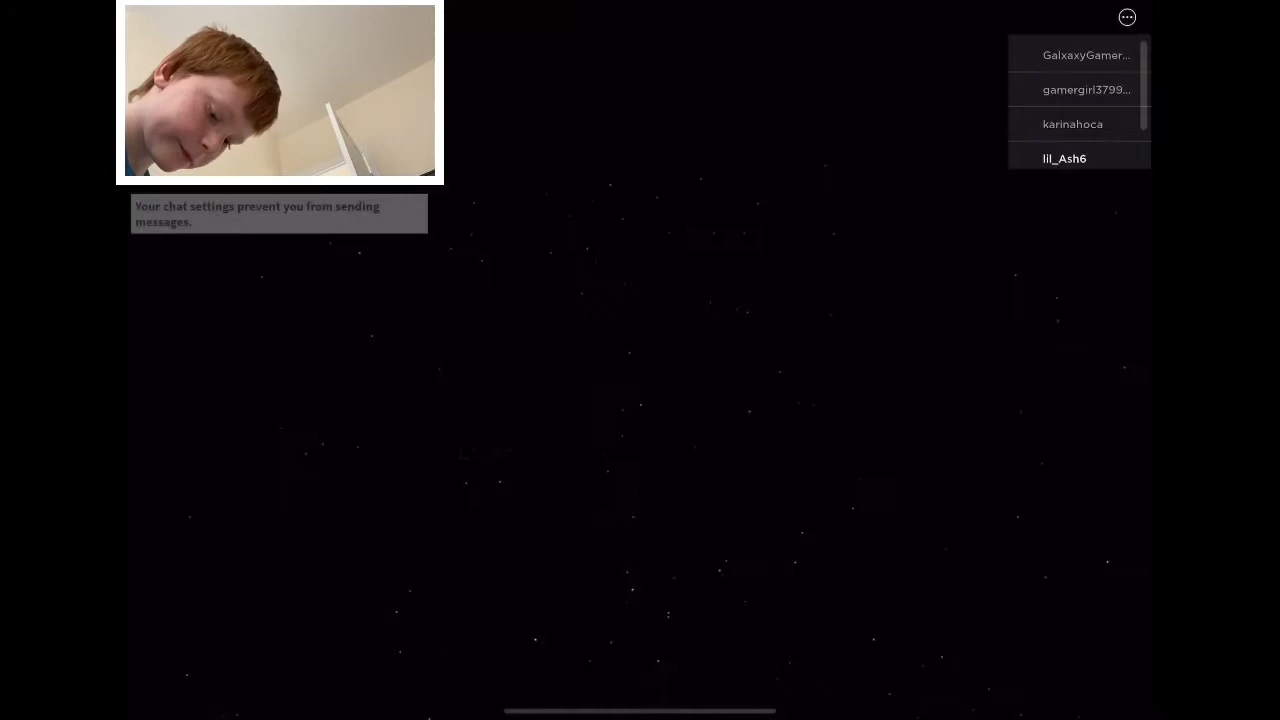 GalxaxyGamer...
gamergirl3799...
karinahoca
lil_Ash6
Your chat settings prevent you from sending
messages.